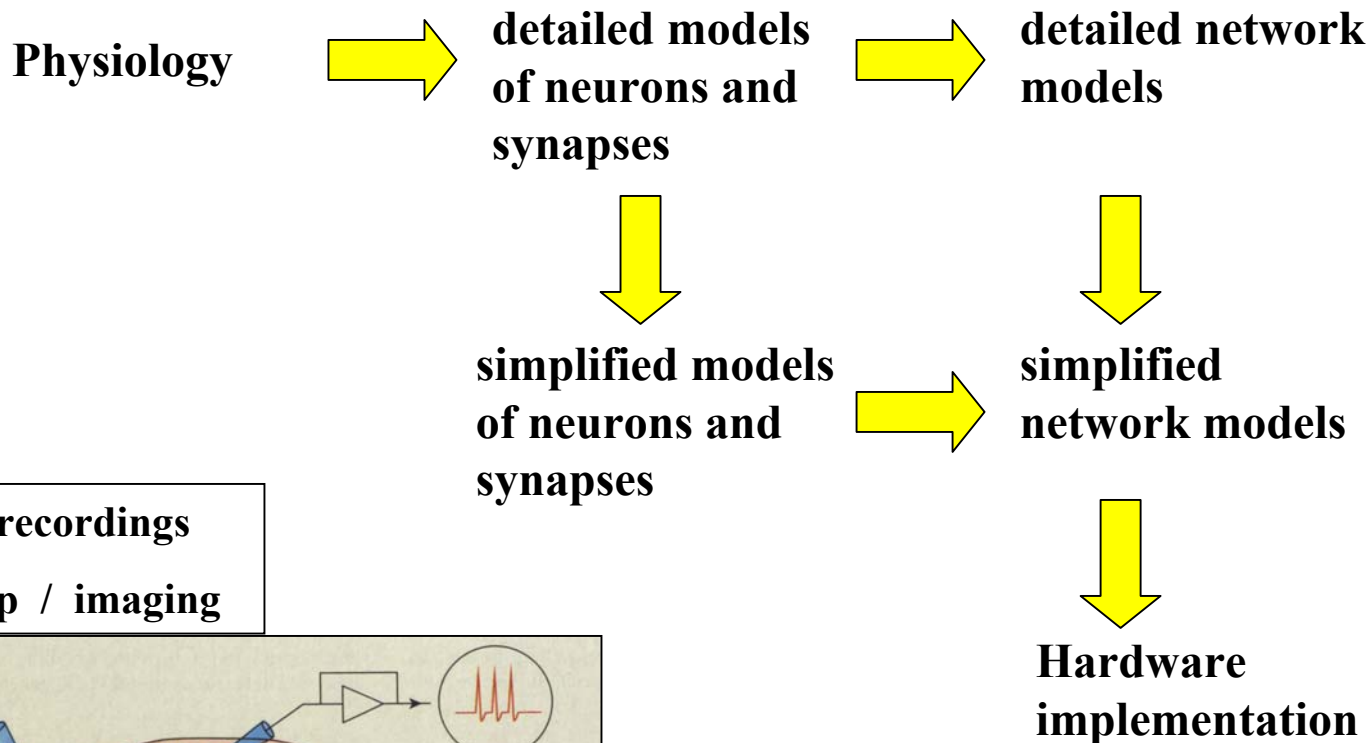 Physiology
detailed models
of neurons and
synapses
detailed network
models
simplified models
of neurons and
synapses
simplified
network models
recordings
/ imaging
Hardware
implementation